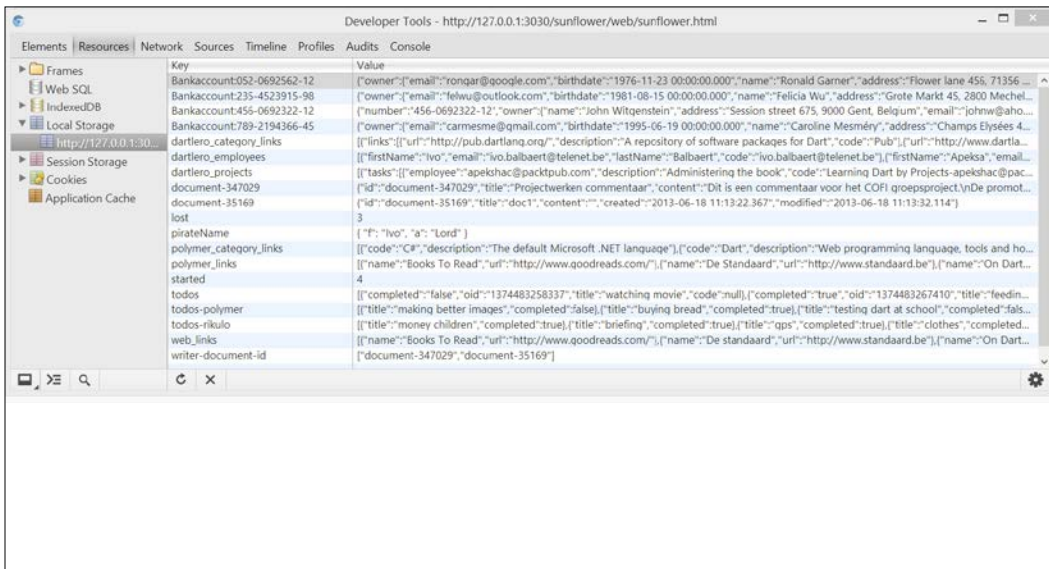 Developer Tools - http://127.0.0.1:3030/sunflower/web/sunflower.html
Elements Resources Network Sources Timeline Profiles Audits Console
Frames
Web SQL
IndexedDB
Local Storage
http://127.0.0.1:30...
Session Storage
Cookies
Application Cache
Key Value
Bankaccount:052-0692562-12 {"owner":{"email":"rongar@google.com","birthdate":"1976-11-23 00:00:00.000","name":"Ronald Garner","address":"Flower lane 456, 71356 ...
Bankaccount:235-4523915-98 {"owner":{"email":"felwu@outlook.com","birthdate":"1981-08-15 00:00:00.000","name":"Felicia Wu","address":"Grote Markt 45, 2800 Mechel...
Bankaccount:456-0692322-12 {"number":"456-0692322-12","owner":{"name":"John Witgenstein","address":"Session street 675, 9000 Gent, Belgium","email":"johnw@aho....
Bankaccount:789-2194366-45 {"owner":{"email":"carmesme@gmail.com","birthdate":"1995-06-19 00:00:00.000","name":"Caroline Mesméry","address":"Champs Elysées 4...
dartlero_category_links [{"links":[{"url":"http://pub.dartlang.org/","description":"A repository of software packages for Dart","code":"Pub"},{"url":"http://www.dartla...
dartlero_employees [{"firstName":"Ivo","email":"ivo.balbaert@telenet.be","lastName":"Balbaert","code":"ivo.balbaert@telenet.be"},{"firstName":"Apeksa","email...
dartlero_projects [{"tasks":[{"employee":"apekshac@packtpub.com","description":"Administering the book","code":"Learning Dart by Projects-apekshac@pac...
document-347029 {"id":"document-347029","title":"Projectwerken commentaar","content":"Dit is een commentaar voor het COFI groepsproject.\nDe promot...
document-35169 {"id":"document-35169","title":"doc1","content":"","created":"2013-06-18 11:13:22.367","modified":"2013-06-18 11:13:32.114"}
lost 3
pirateName { "f": "Ivo", "a": "Lord" }
polymer_category_links [{"code":"C#","description":"The default Microsoft .NET language"},{"code":"Dart","description":"Web programming language, tools and ho...
polymer_links [{"name":"Books To Read","url":"http://www.goodreads.com/"},{"name":"De Standaard","url":"http://www.standaard.be"},{"name":"On Dart...
started 4
todos [{"completed":"false","oid":"1374483258337","title":"watching movie","code":null},{"completed":"true","oid":"1374483267410","title":"feedin...
todos-polymer [{"title":"making better images","completed":false},{"title":"buying bread","completed":true},{"title":"testing dart at school","completed":fals...
todos-rikulo [{"title":"money children","completed":true},{"title":"briefing","completed":true},{"title":"gps","completed":true},{"title":"clothes","completed...
web_links [{"name":"Books To Read","url":"http://www.goodreads.com/"},{"name":"De standaard","url":"http://www.standaard.be"},{"name":"On Dart...
writer-document-id ["document-347029","document-35169"]